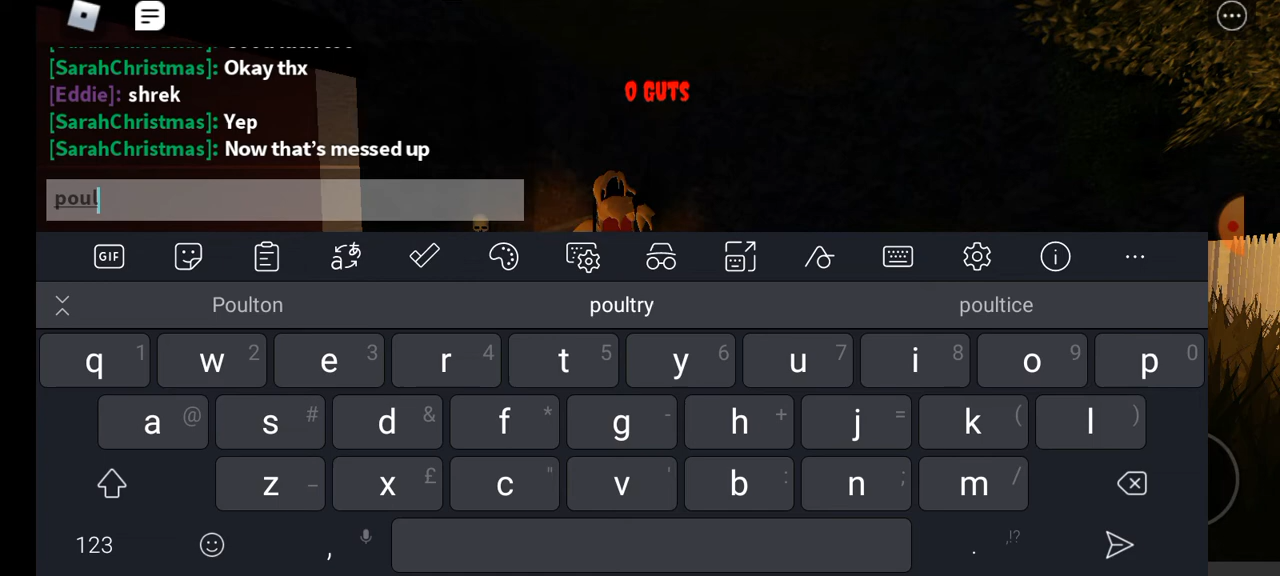 [SarahChristmas]: Okay thx
0 GUTS
[Eddie]: shrek
[SarahChristmas]: Yep
[SarahChristmas]: Now that’s messed up
poul
GIF
Poulton poultry poultice
q 1 w 2 e 3 r 4 t 5 y 6 u 7 i 8 o 9 p 0
a @ s # d & f * g - h + j = k ( l )
z _ x £ c " v ' b : n ; m /
123 , . ,!?